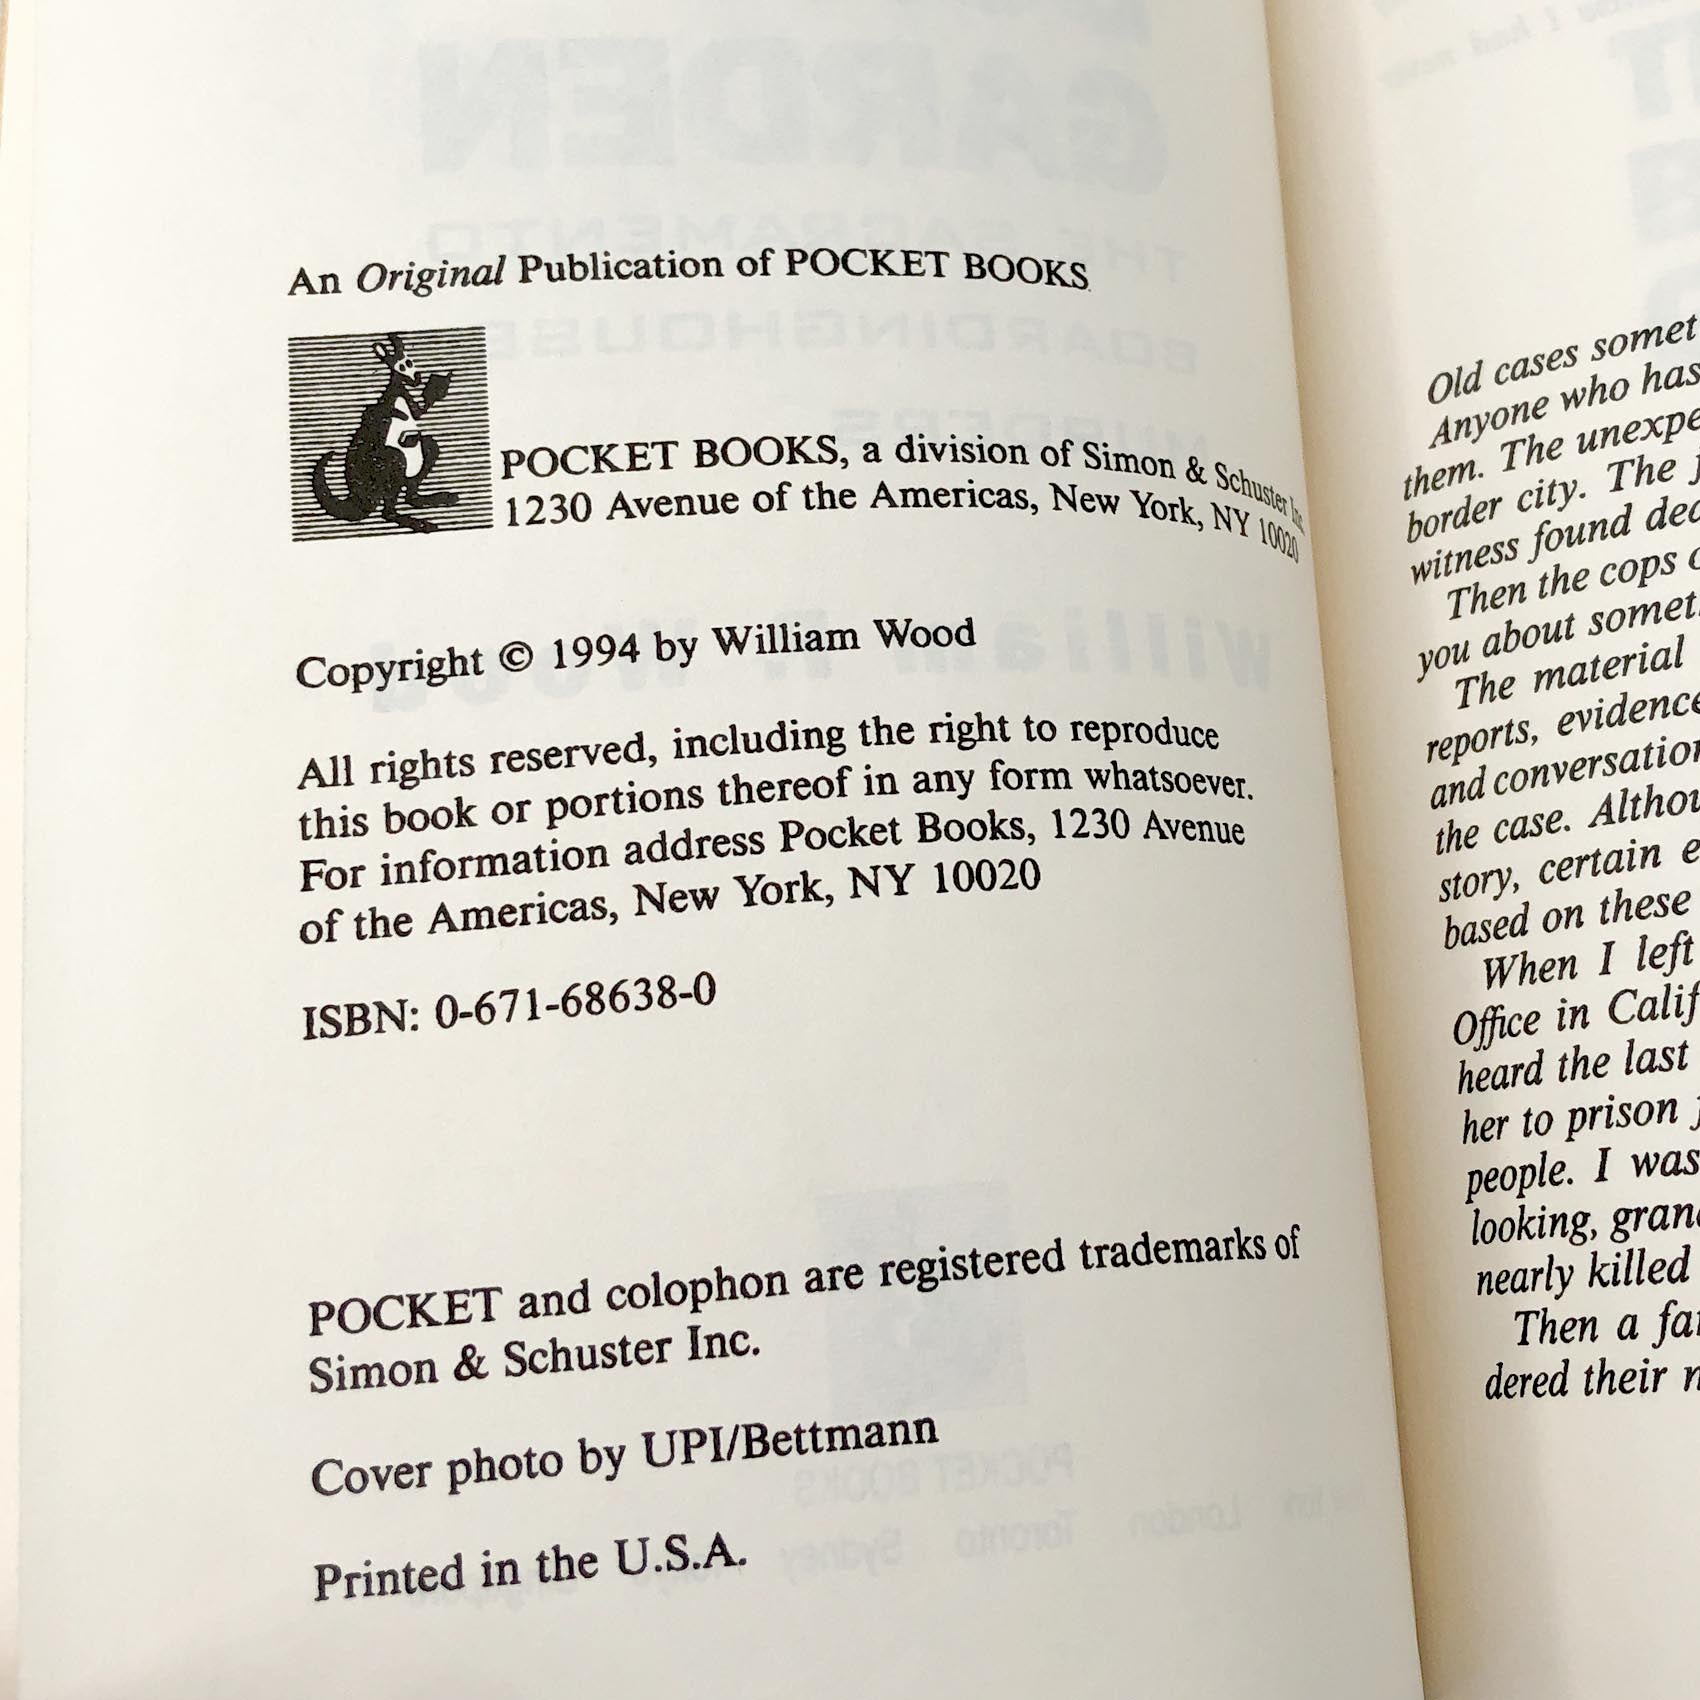 An Original Publication of POCKET BOOKS
POCKET BOOKS, a division of Simon & Schuster Inc.
1230 Avenue of the Americas, New York, NY 10020
Copyright © 1994 by William Wood
All rights reserved, including the right to reproduce
this book or portions thereof in any form whatsoever.
For information address Pocket Books, 1230 Avenue
of the Americas, New York, NY 10020
ISBN: 0-671-68638-0
POCKET and colophon are registered trademarks of
Simon & Schuster Inc.
Cover photo by UPI/Bettmann
Printed in the U.S.A.
Old cases somet
Anyone who has
them. The unexpe
border city. The
witness found dea
Then the cops
you about somet
The material
reports, evidence
and conversation
the case. Althou
story, certain e
based on these
When I left
Office in Calif
heard the last
her to prison
people. I was
looking, gran
nearly killed
Then a fa
dered their